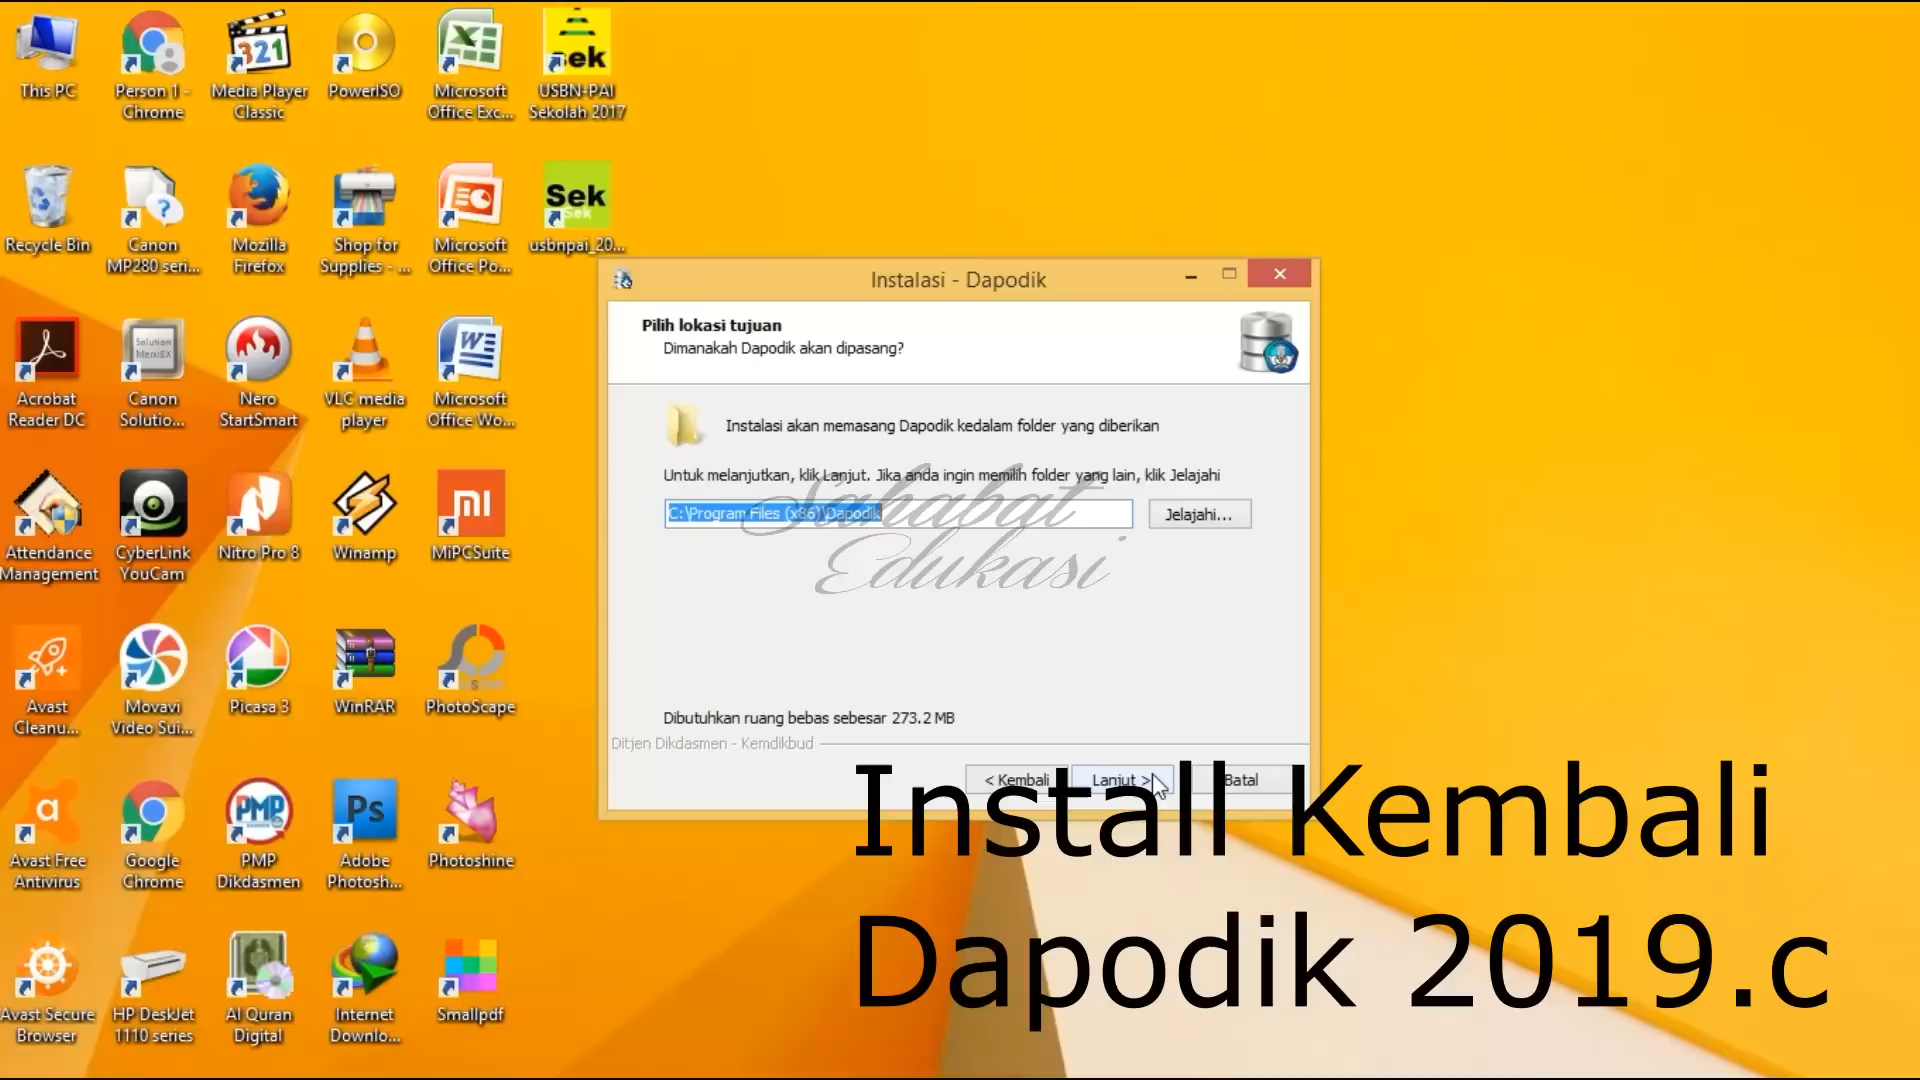 This PC
Person 1 -
Chrome
Media Player
Classic
PowerISO
Microsoft
Office Exc...
sek
USBN-PAI
Sekolah 2017
Recycle Bin
Canon
MP280 seri...
Mozilla
Firefox
Shop for
Supplies - ...
Microsoft
Office Po...
Sek
usbnpai_20...
Acrobat
Reader DC
Solution
MenuEX
Canon
Solutio...
Nero
StartSmart
VLC media
player
Microsoft
Office Wo...
Attendance
Management
CyberLink
YouCam
Nitro Pro 8
Winamp
MiPCSuite
Avast
Cleanu...
Movavi
Video Sui...
Picasa 3
WinRAR
PhotoScape
Avast Free
Antivirus
Google
Chrome
PMP
PMP
Dikdasmen
Ps
Adobe
Photosh...
Photoshine
Avast Secure
Browser
HP DeskJet
1110 series
Al Quran
Digital
Internet
Downlo...
Smallpdf
Instalasi - Dapodik
Pilih lokasi tujuan
Dimanakah Dapodik akan dipasang?
Instalasi akan memasang Dapodik kedalam folder yang diberikan
Untuk melanjutkan, klik Lanjut. Jika anda ingin memilih folder yang lain, klik Jelajahi
C:\Program Files (x86)\Dapodik
Jelajahi...
Sahabat
Edukasi
Dibutuhkan ruang bebas sebesar 273.2 MB
Ditjen Dikdasmen - Kemdikbud
< Kembali
Lanjut >
Batal
Install Kembali
Dapodik 2019.c